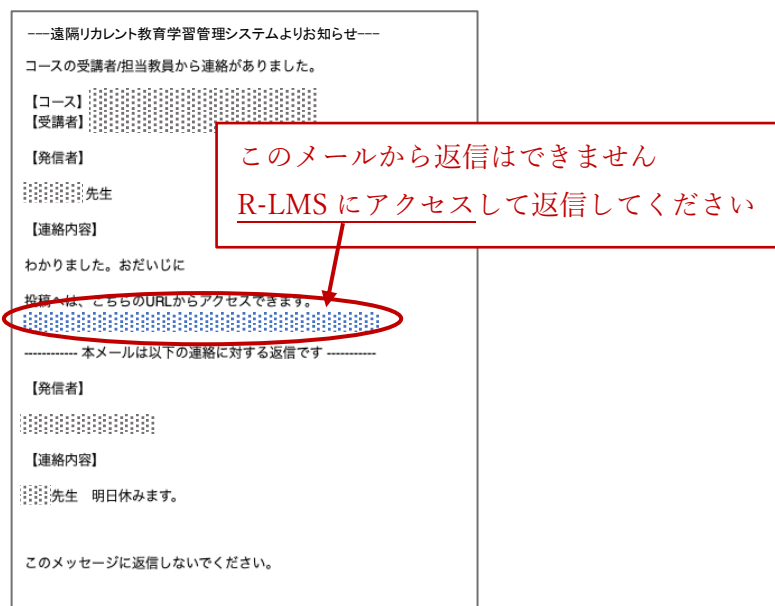 ---遠隔リカレント教育学習管理システムよりお知らせ---
コースの受講者/担当教員から連絡がありました。
【コース】
【受講者】
【発信者】
先生
【連絡内容】
わかりました。おだいじに
投稿へは、こちらのURLからアクセスできます。
------------ 本メールは以下の連絡に対する返信です -----------
【発信者】
【連絡内容】
先生　明日休みます。
このメッセージに返信しないでください。
このメールから返信はできません
R-LMS にアクセスして返信してください